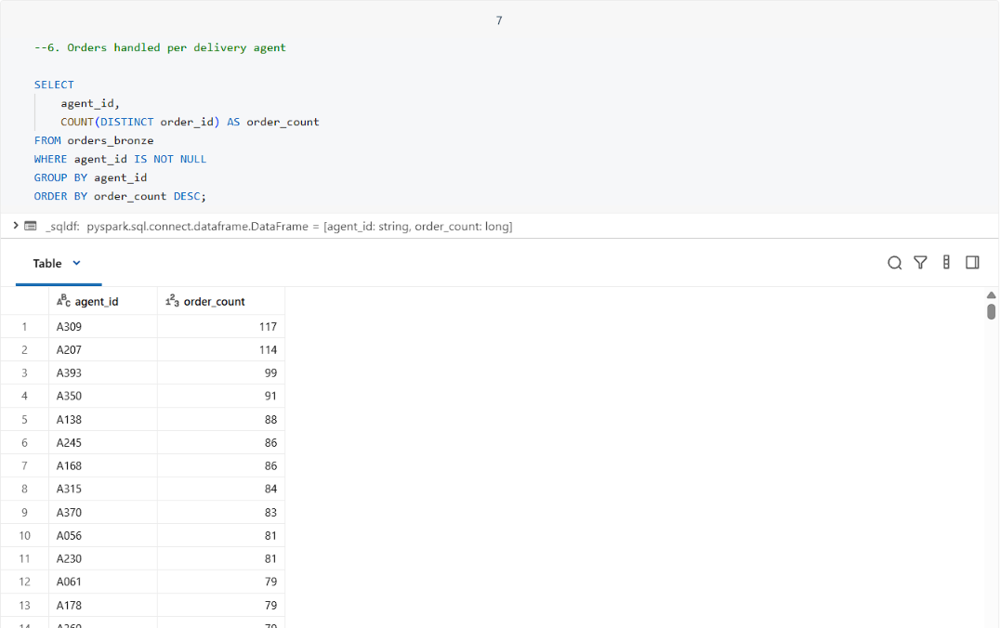 7
--6. Orders handled per delivery agent
SELECT
agent_id,
COUNT(DISTINCT order_id) AS order_count
FROM orders_bronze
WHERE agent_id IS NOT NULL
GROUP BY agent_id
ORDER BY order_count DESC;
_sqldf: pyspark.sql.connect.dataframe.DataFrame = [agent_id: string, order_count: long]
Table
ABC agent_id 123 order_count
1 A309 117
2 A207 114
3 A393 99
4 A350 91
5 A138 88
6 A245 86
7 A168 86
8 A315 84
9 A370 83
10 A056 81
11 A230 81
12 A061 79
13 A178 79